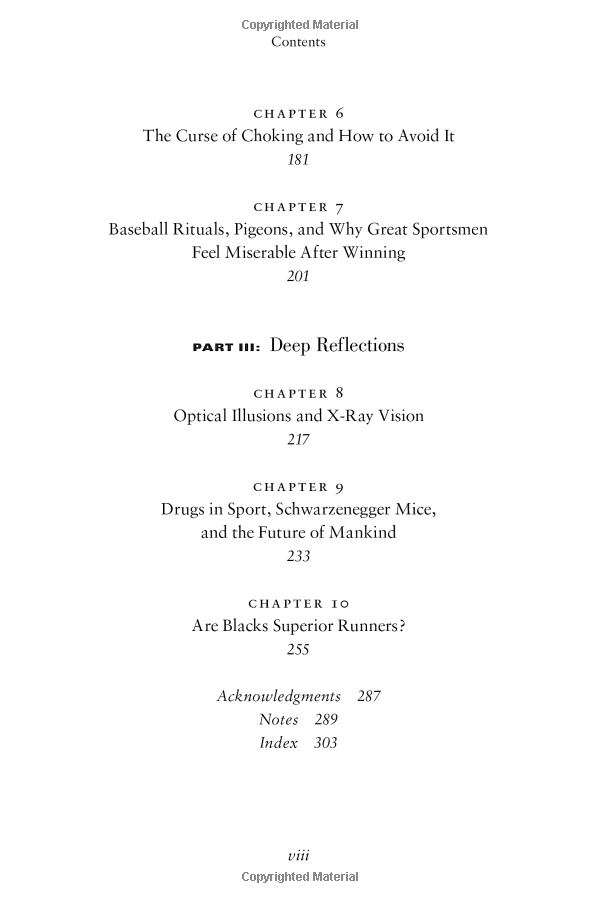 Copyrighted Material
Contents
CHAPTER 6
The Curse of Choking and How to Avoid It
181
CHAPTER 7
Baseball Rituals, Pigeons, and Why Great Sportsmen
Feel Miserable After Winning
201
PART III: Deep Reflections
CHAPTER 8
Optical Illusions and X-Ray Vision
217
CHAPTER 9
Drugs in Sport, Schwarzenegger Mice,
and the Future of Mankind
233
CHAPTER 10
Are Blacks Superior Runners?
255
Acknowledgments 287
Notes 289
Index 303
viii
Copyrighted Material